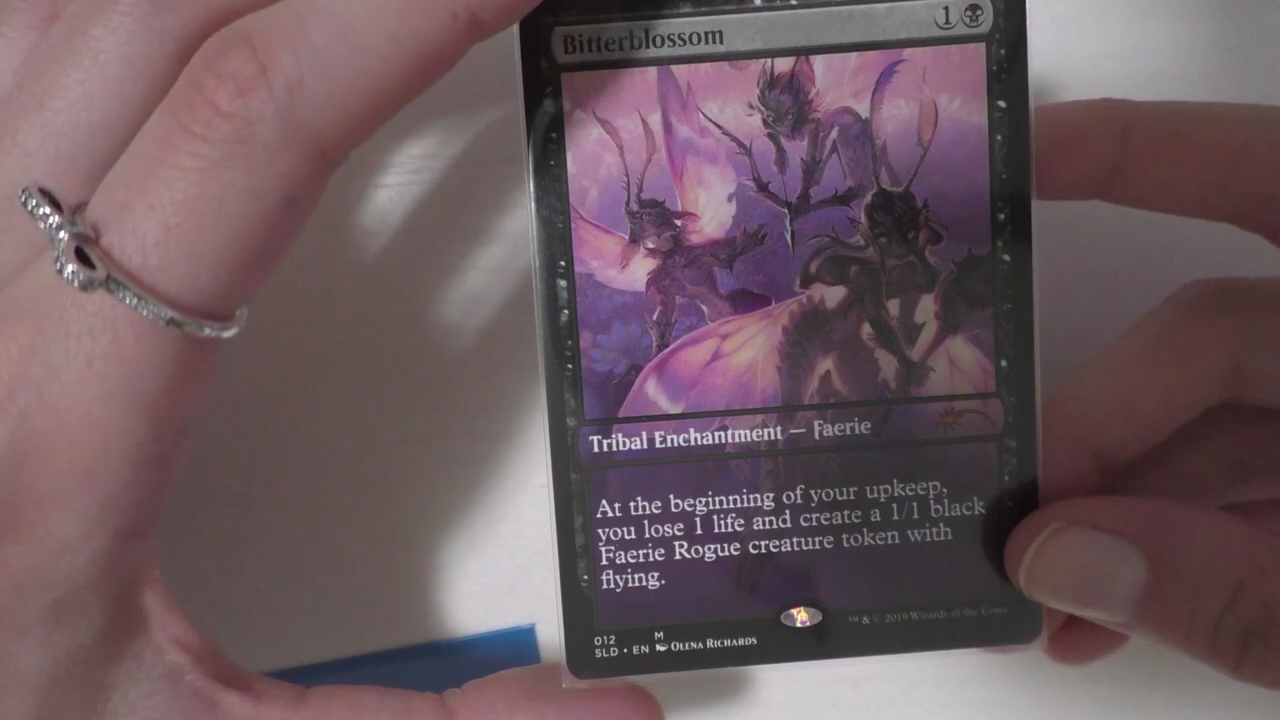 Bitterblossom 1
Tribal Enchantment — Faerie
At the beginning of your upkeep,
you lose 1 life and create a 1/1 black
Faerie Rogue creature token with
flying.
012 M
SLD • EN OLENA RICHARDS
™ & © 2019 Wizards of the Coast